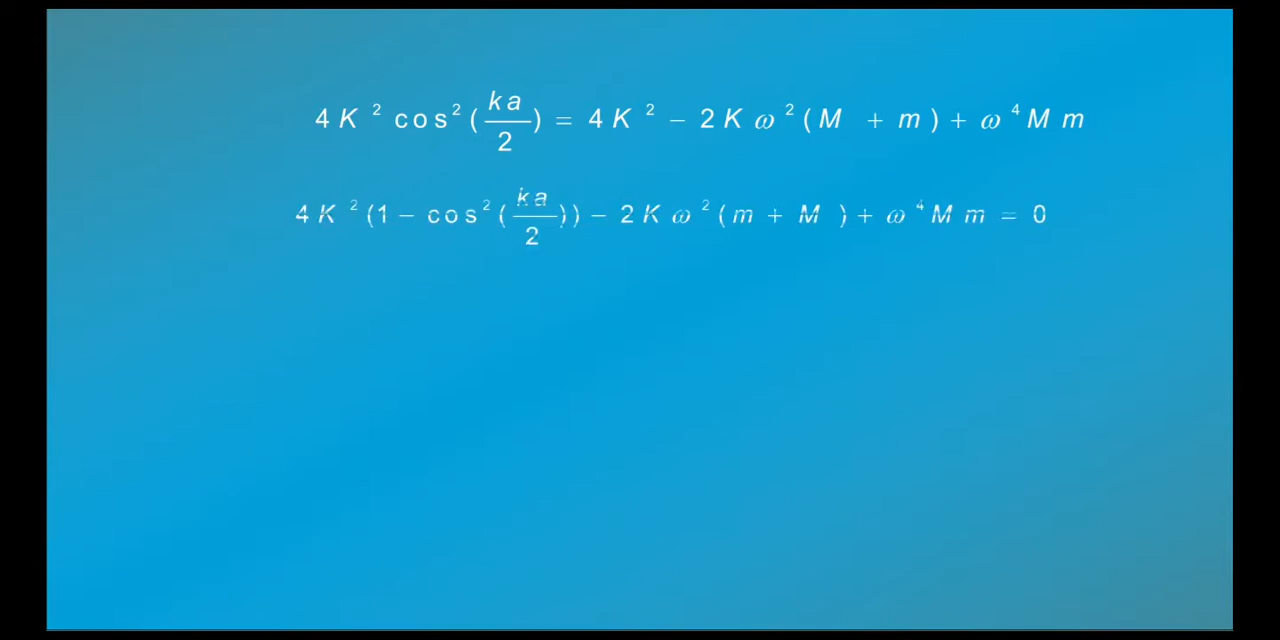 4K²cos²(ka/2) = 4K² − 2Kω²(M + m) + ω⁴Mm
4K²(1 − cos²(ka/2)) − 2Kω²(m + M) + ω⁴Mm = 0